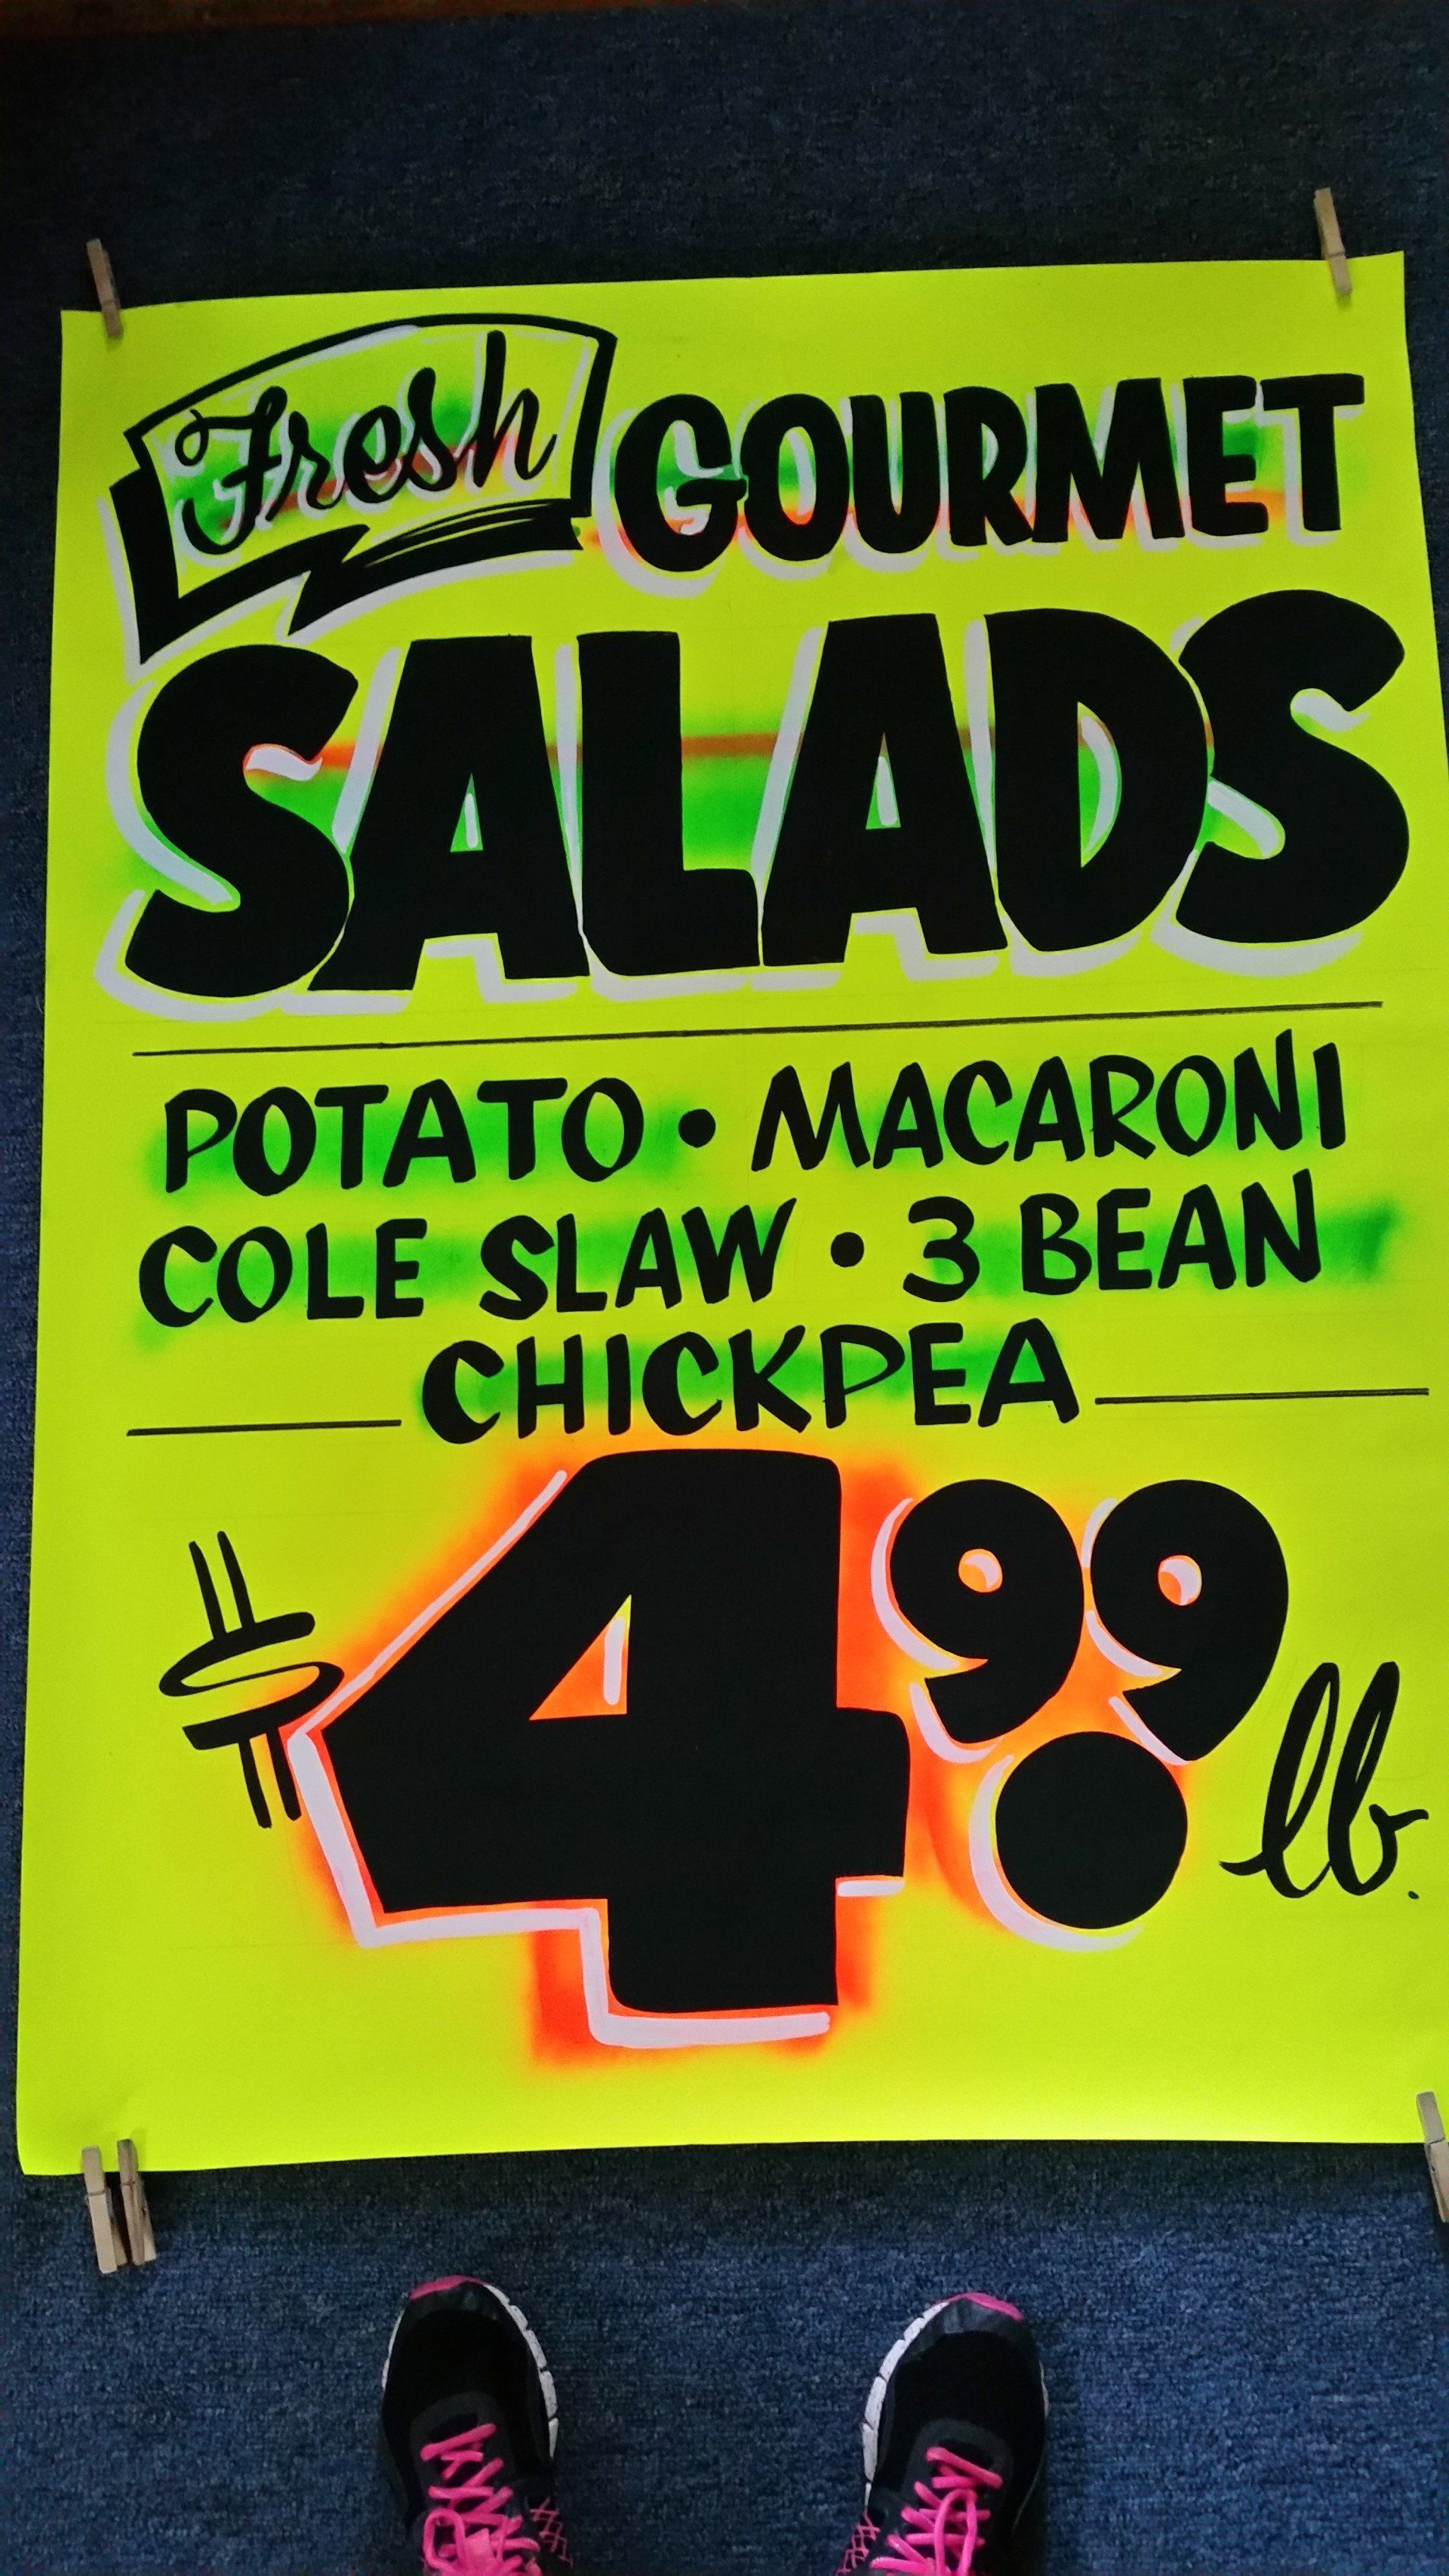 Fresh GOURMET
SALADS
POTATO • MACARONI
COLE SLAW • 3 BEAN
CHICKPEA
$4.99 lb.